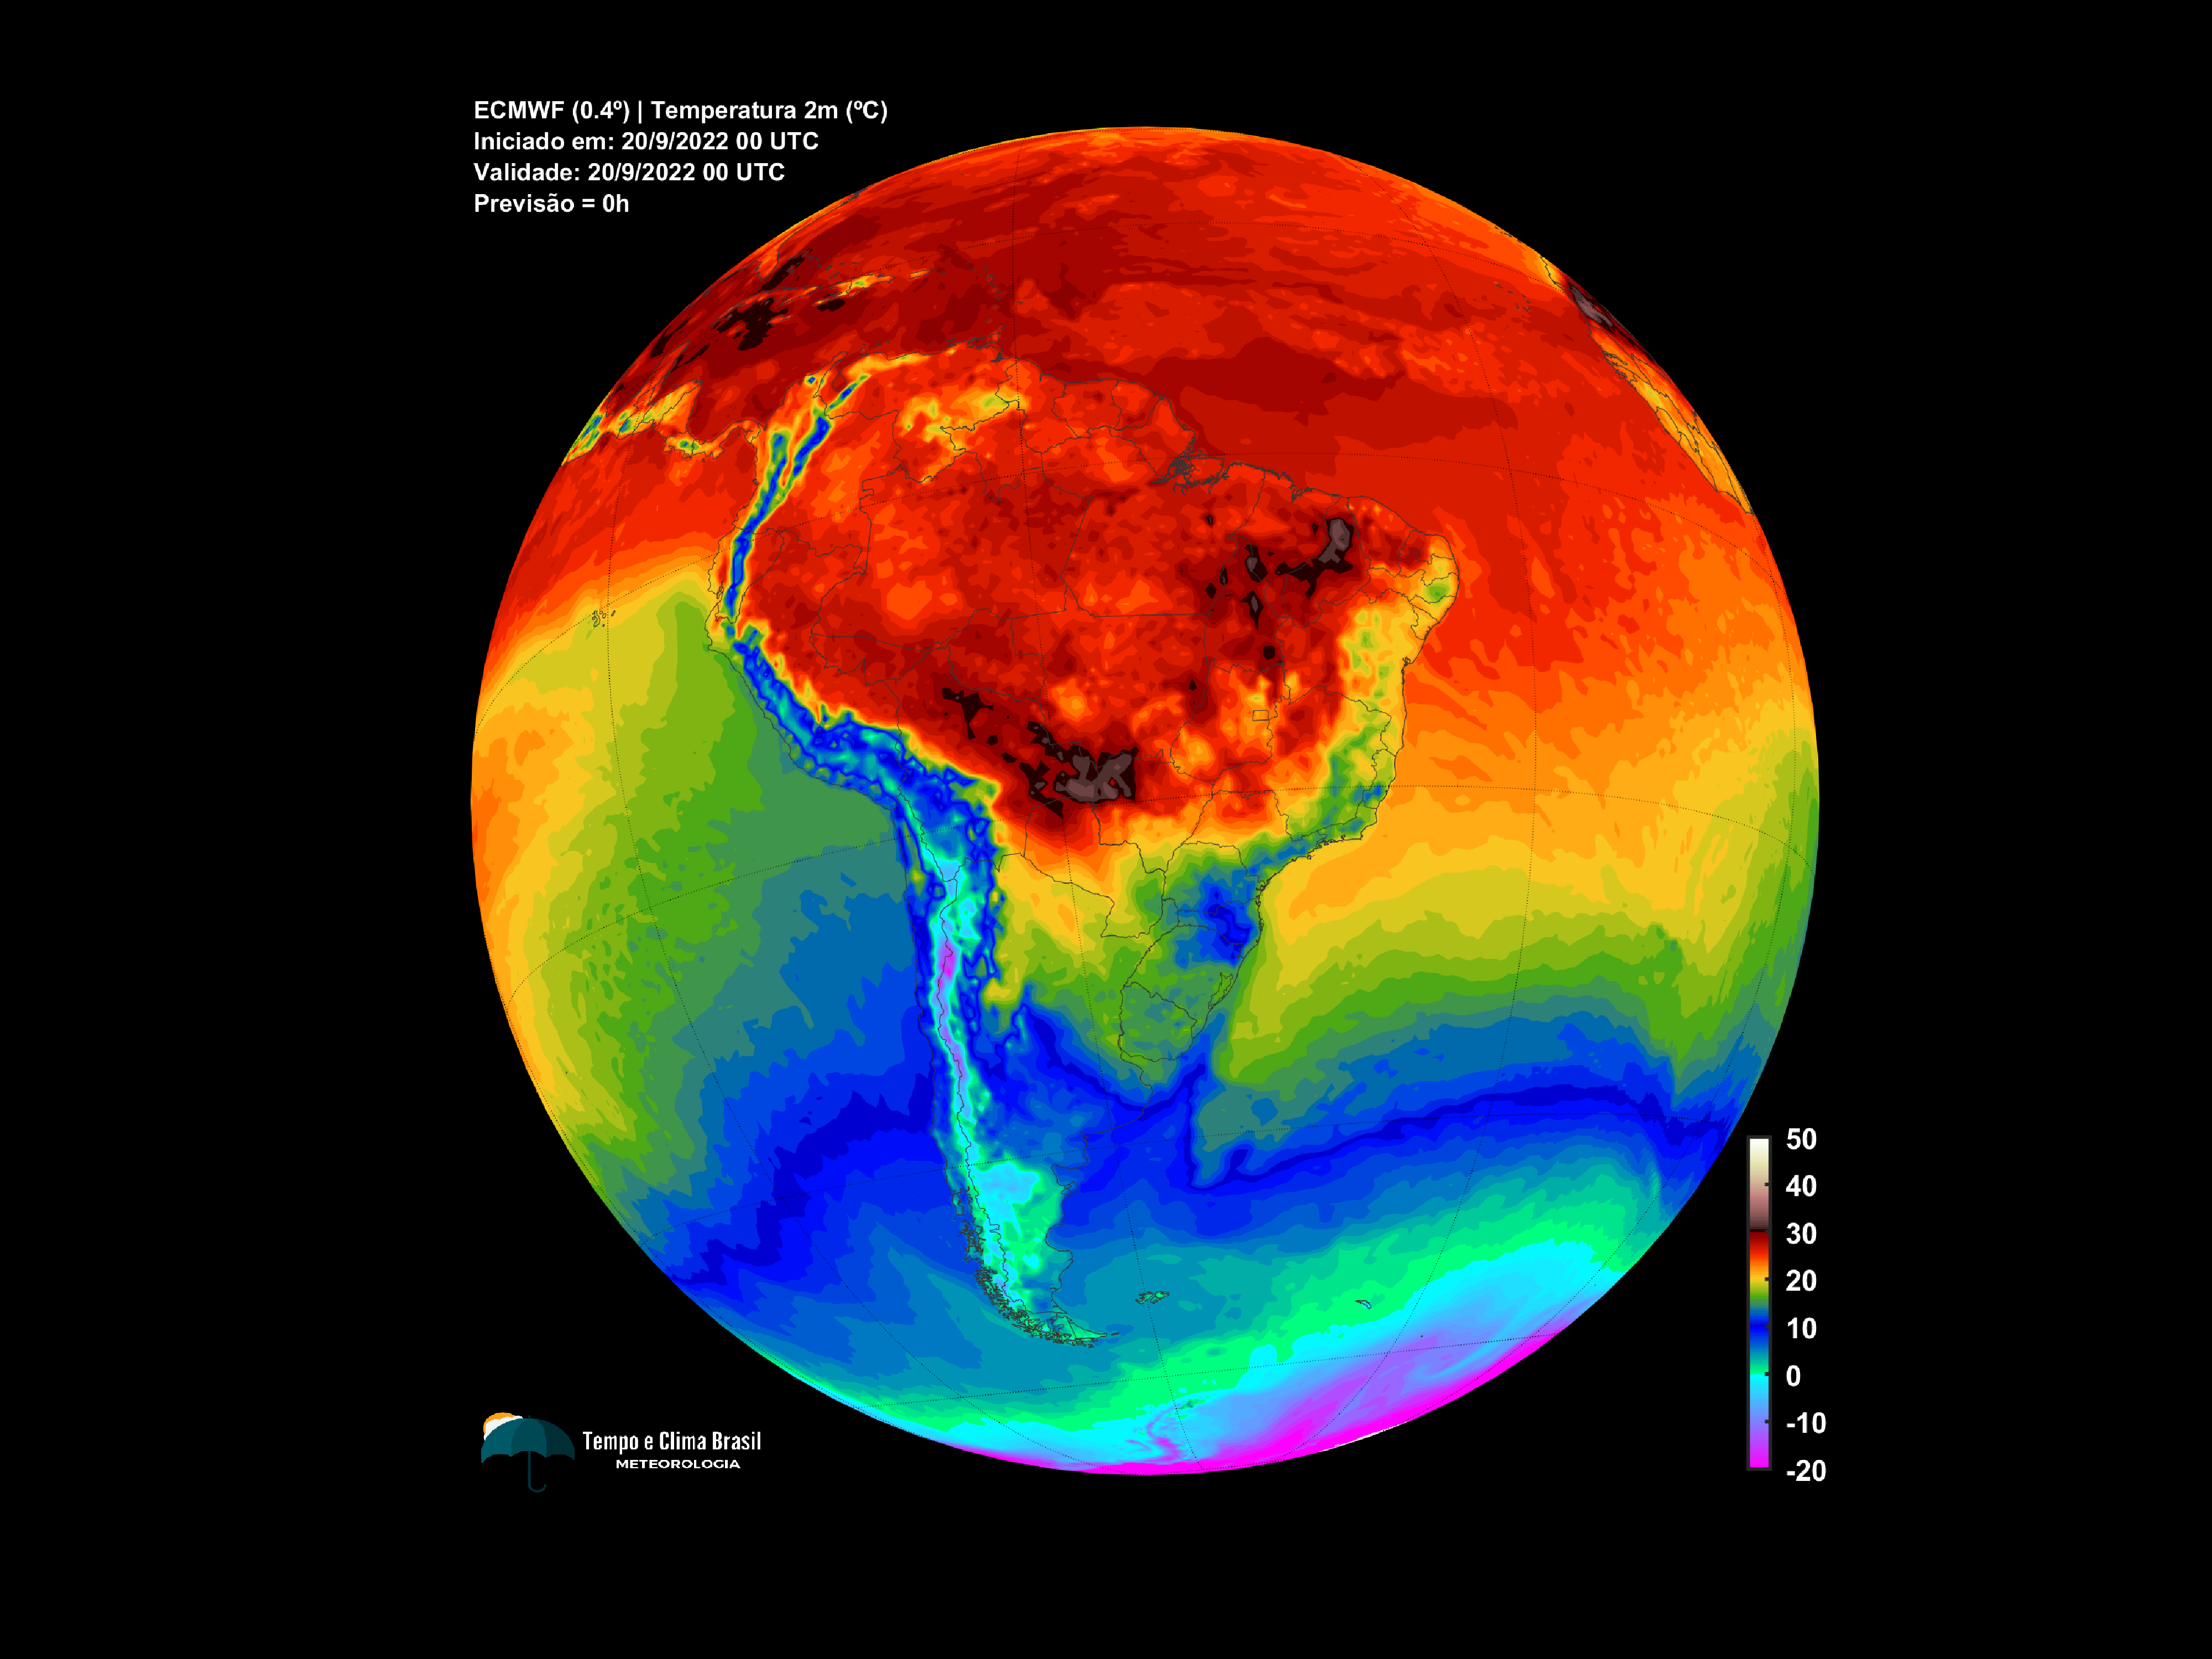 ECMWF (0.4º) | Temperatura 2m (ºC)
Iniciado em: 20/9/2022 00 UTC
Validade: 20/9/2022 00 UTC
Previsão = 0h
50
40
30
20
10
0
-10
-20
Tempo e Clima Brasil
METEOROLOGIA